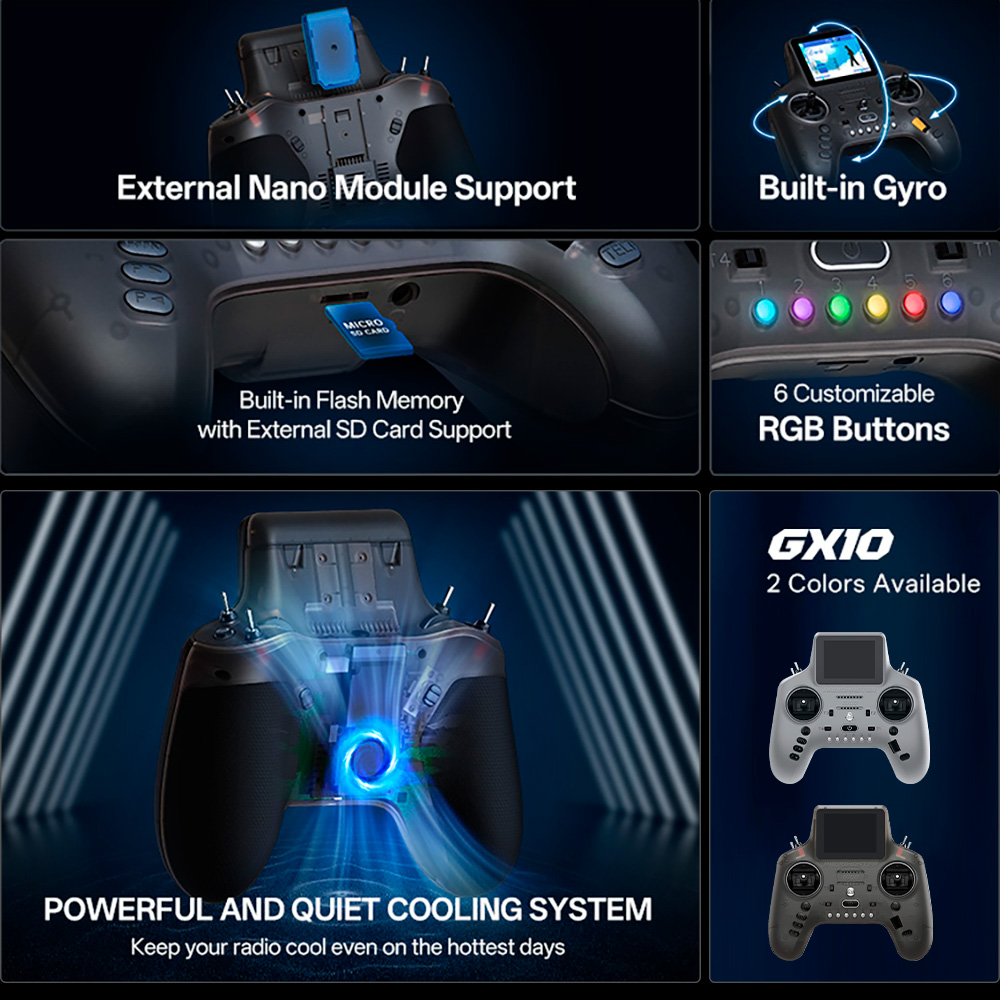 External Nano Module Support
Built-in Gyro
TELE
P
MICRO
SD CARD
Built-in Flash Memory
with External SD Card Support
T4
T1
1 2 3 4 5 6
6 Customizable
RGB Buttons
GX10
2 Colors Available
POWERFUL AND QUIET COOLING SYSTEM
Keep your radio cool even on the hottest days